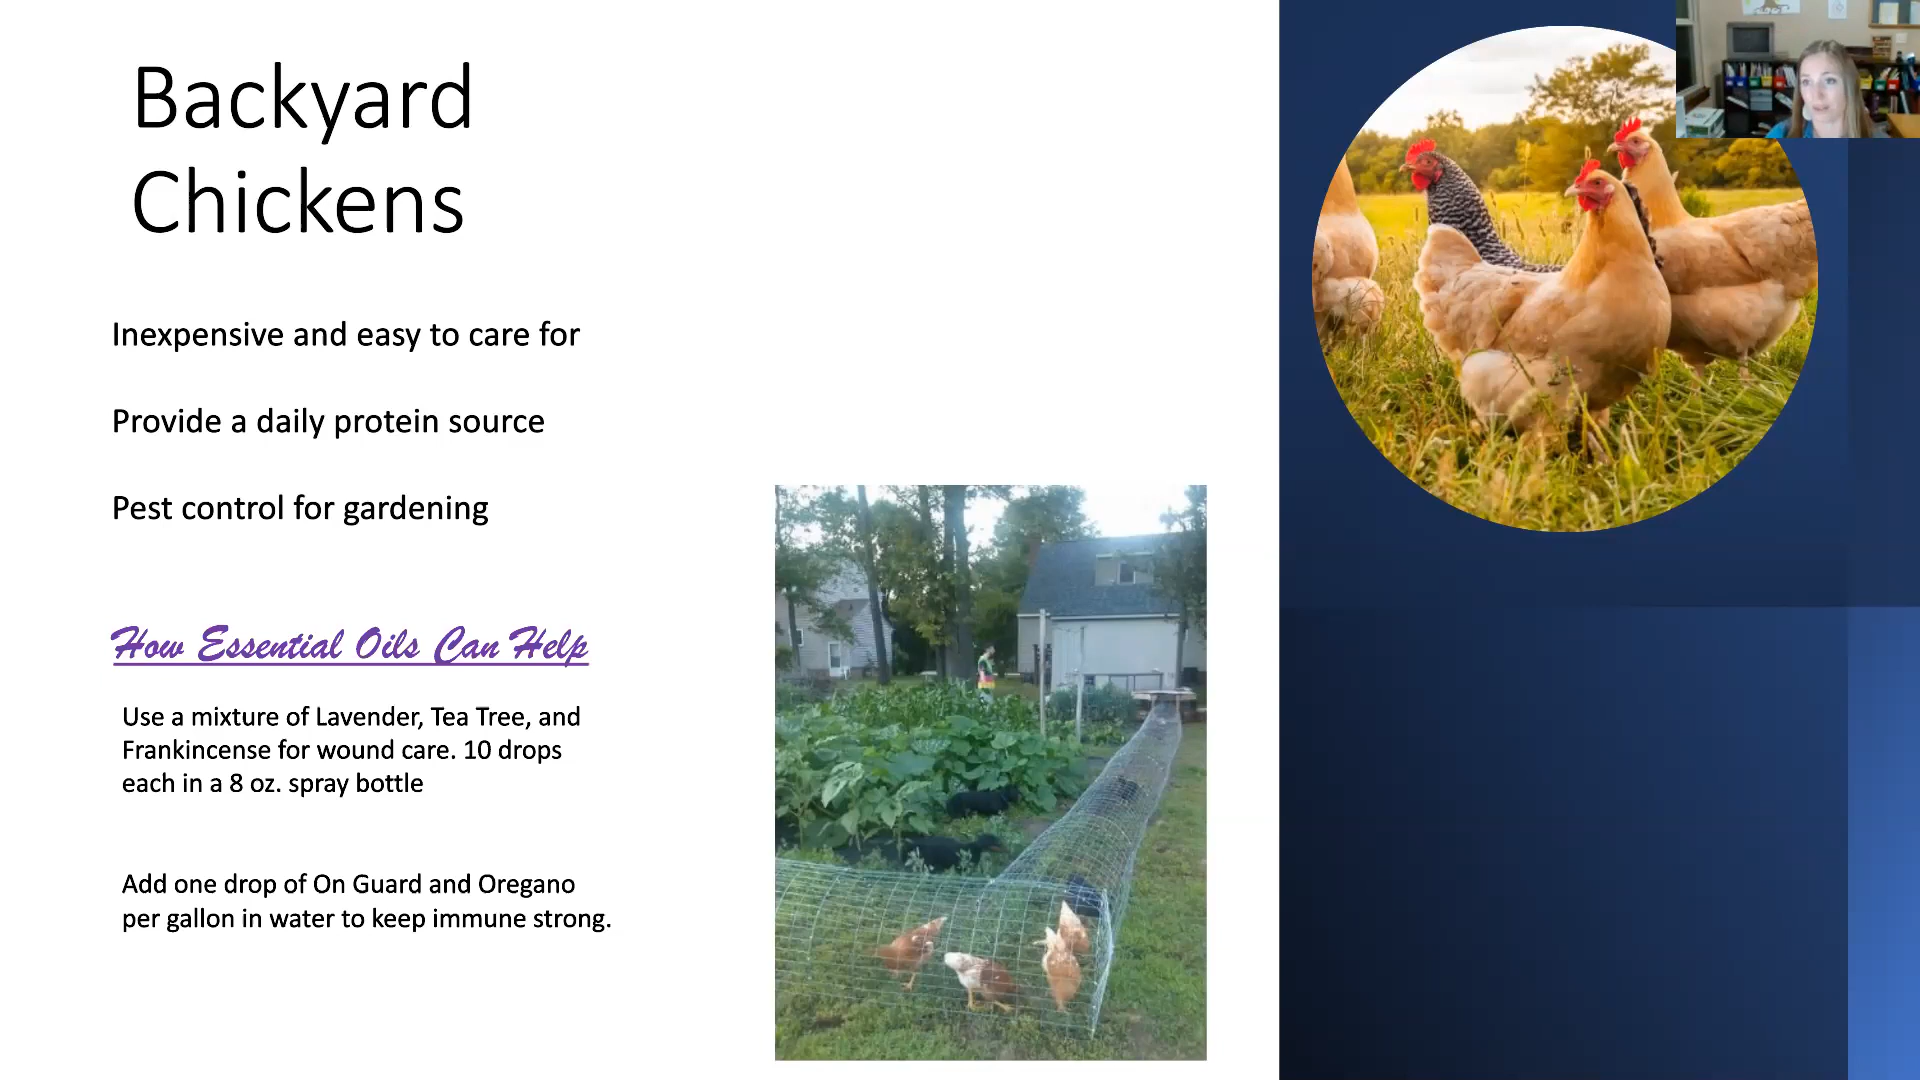 Backyard
Chickens
Inexpensive and easy to care for
Provide a daily protein source
Pest control for gardening
How Essential Oils Can Help
Use a mixture of Lavender, Tea Tree, and
Frankincense for wound care. 10 drops
each in a 8 oz. spray bottle
Add one drop of On Guard and Oregano
per gallon in water to keep immune strong.